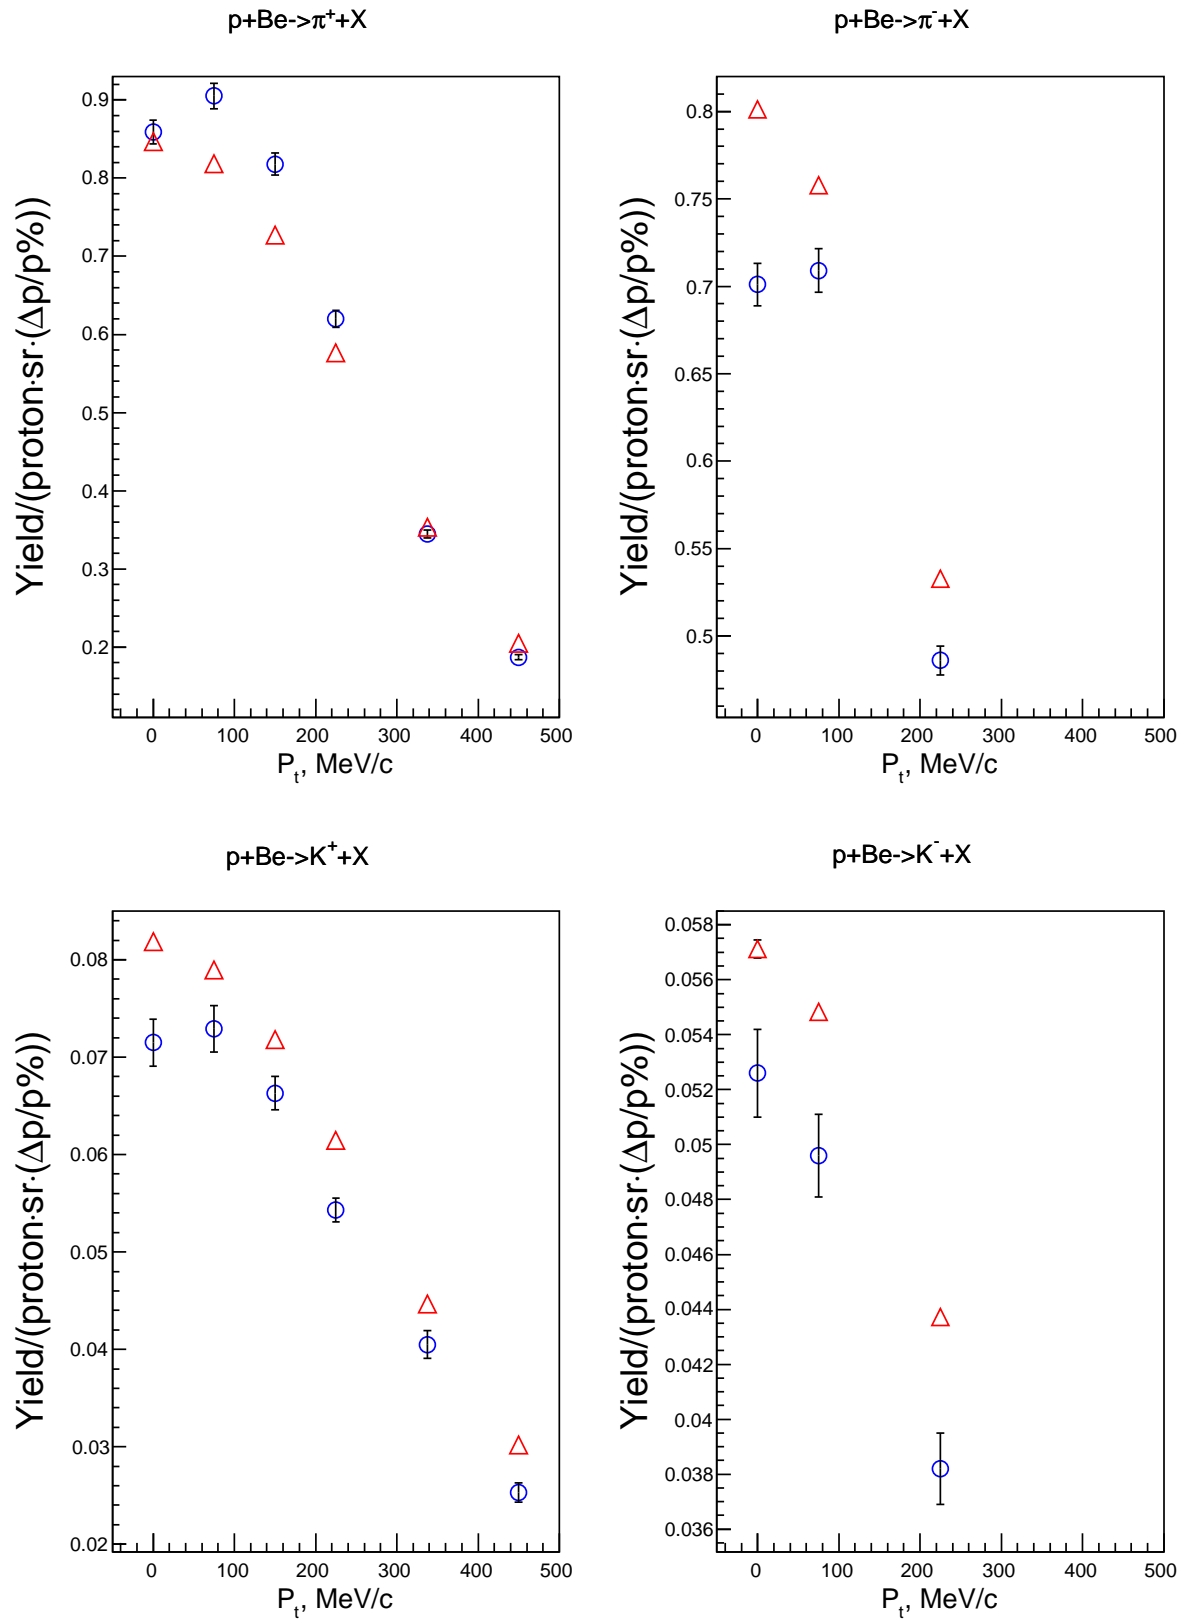 p+Be->π⁺+X
Yield/(proton·sr·(Δp/p%))
0.9
0.8
0.7
0.6
0.5
0.4
0.3
0.2
0 100 200 300 400 500
Pₜ, MeV/c
p+Be->π⁻+X
Yield/(proton·sr·(Δp/p%))
0.8
0.75
0.7
0.65
0.6
0.55
0.5
0 100 200 300 400 500
Pₜ, MeV/c
p+Be->K⁺+X
Yield/(proton·sr·(Δp/p%))
0.08
0.07
0.06
0.05
0.04
0.03
0.02
0 100 200 300 400 500
Pₜ, MeV/c
p+Be->K⁻+X
Yield/(proton·sr·(Δp/p%))
0.058
0.056
0.054
0.052
0.05
0.048
0.046
0.044
0.042
0.04
0.038
0.036
0 100 200 300 400 500
Pₜ, MeV/c